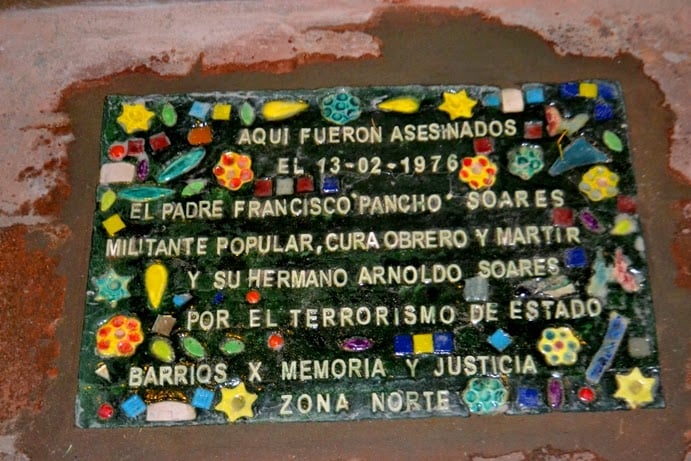 AQUI FUERON ASESINADOS
EL 13-02-1976
EL PADRE FRANCISCO "PANCHO" SOARES
MILITANTE POPULAR, CURA OBRERO Y MARTIR
Y SU HERMANO ARNOLDO SOARES
POR EL TERRORISMO DE ESTADO
BARRIOS X MEMORIA Y JUSTICIA
ZONA NORTE